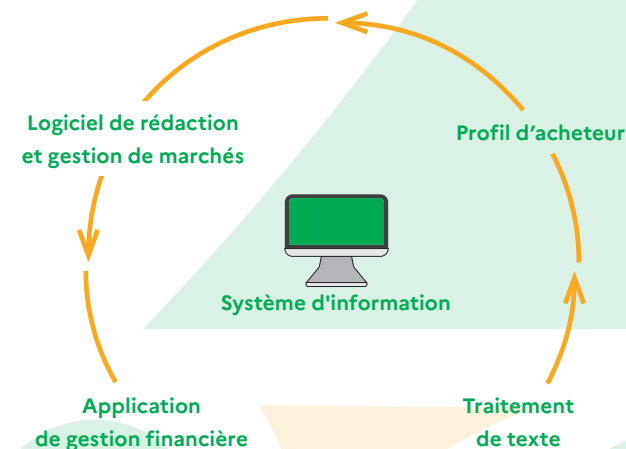 Logiciel de rédaction
et gestion de marchés
Profil d’acheteur
Système d'information
Application
de gestion financière
Traitement
de texte